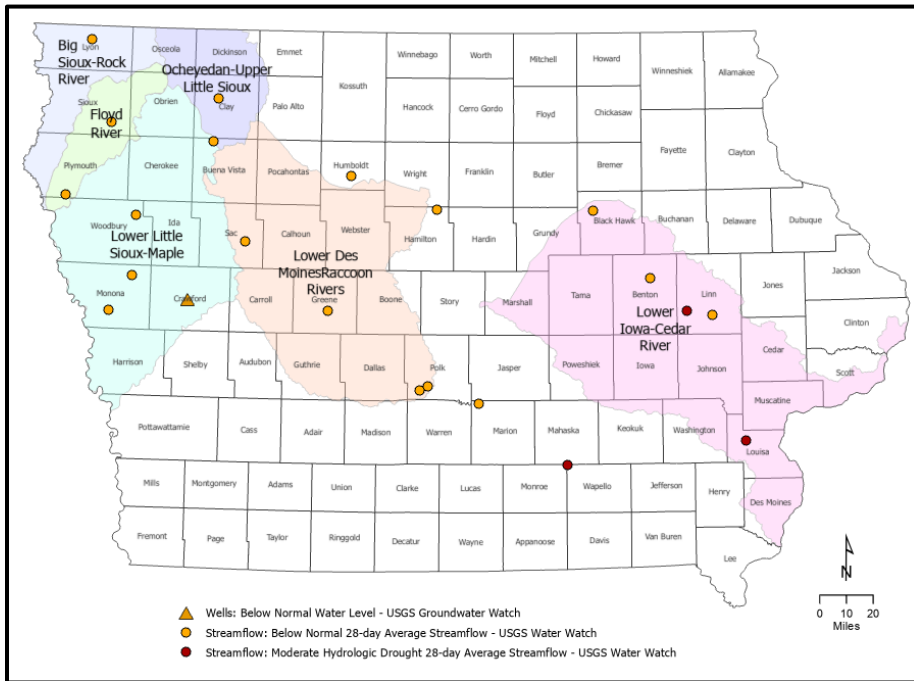 Lyon
Osceola
Dickinson
Emmet
Winnebago
Worth
Mitchell
Howard
Winneshiek
Allamakee
Big
Sioux-Rock
River
Ocheyedan-Upper
Little Sioux
Sioux
Obrien
Clay
Palo Alto
Kossuth
Hancock
Cerro Gordo
Floyd
Chickasaw
Floyd
River
Plymouth
Cherokee
Buena Vista
Pocahontas
Humboldt
Wright
Franklin
Butler
Bremer
Fayette
Clayton
Woodbury
Ida
Sac
Calhoun
Webster
Hamilton
Hardin
Grundy
Black Hawk
Buchanan
Delaware
Dubuque
Lower Little
Sioux-Maple
Lower Des
MoinesRaccoon
Rivers
Monona
Crawford
Carroll
Greene
Boone
Story
Marshall
Tama
Benton
Linn
Jones
Jackson
Clinton
Lower
Iowa-Cedar
River
Harrison
Shelby
Audubon
Guthrie
Dallas
Polk
Jasper
Poweshiek
Iowa
Johnson
Cedar
Scott
Muscatine
Pottawattamie
Cass
Adair
Madison
Warren
Marion
Mahaska
Keokuk
Washington
Louisa
Mills
Montgomery
Adams
Union
Clarke
Lucas
Monroe
Wapello
Jefferson
Henry
Des Moines
Fremont
Page
Taylor
Ringgold
Decatur
Wayne
Appanoose
Davis
Van Buren
Lee
N
0 10 20
Miles
Wells: Below Normal Water Level - USGS Groundwater Watch
Streamflow: Below Normal 28-day Average Streamflow - USGS Water Watch
Streamflow: Moderate Hydrologic Drought 28-day Average Streamflow - USGS Water Watch